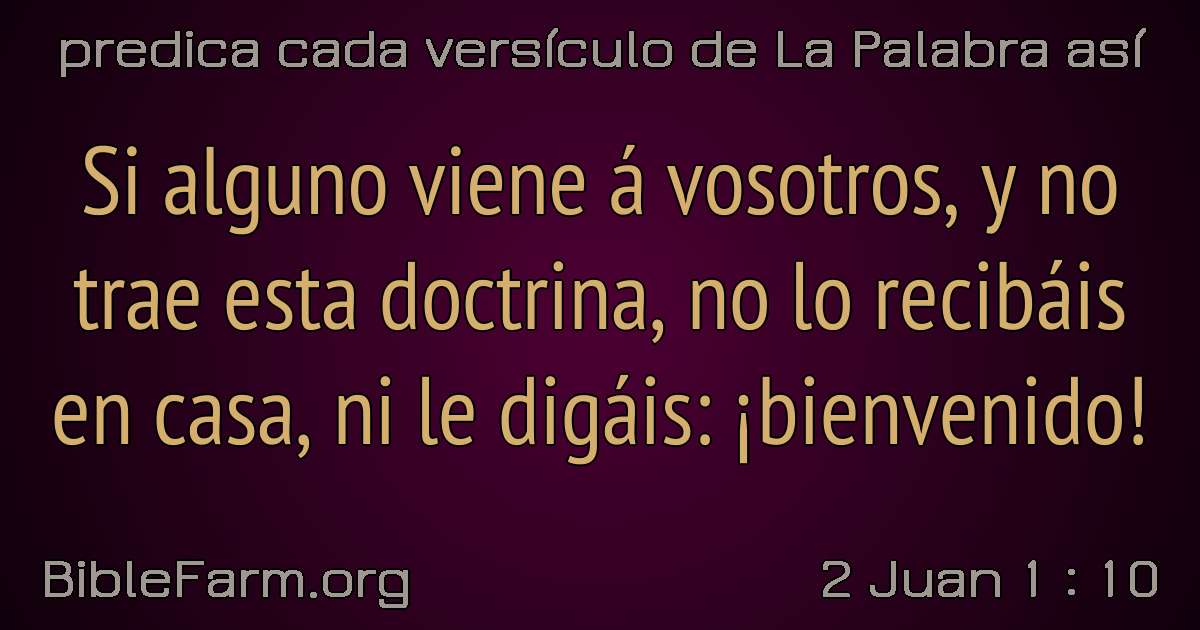 predica cada versículo de La Palabra así
Si alguno viene á vosotros, y no
trae esta doctrina, no lo recibáis
en casa, ni le digáis: ¡bienvenido!
BibleFarm.org
2 Juan 1 : 10